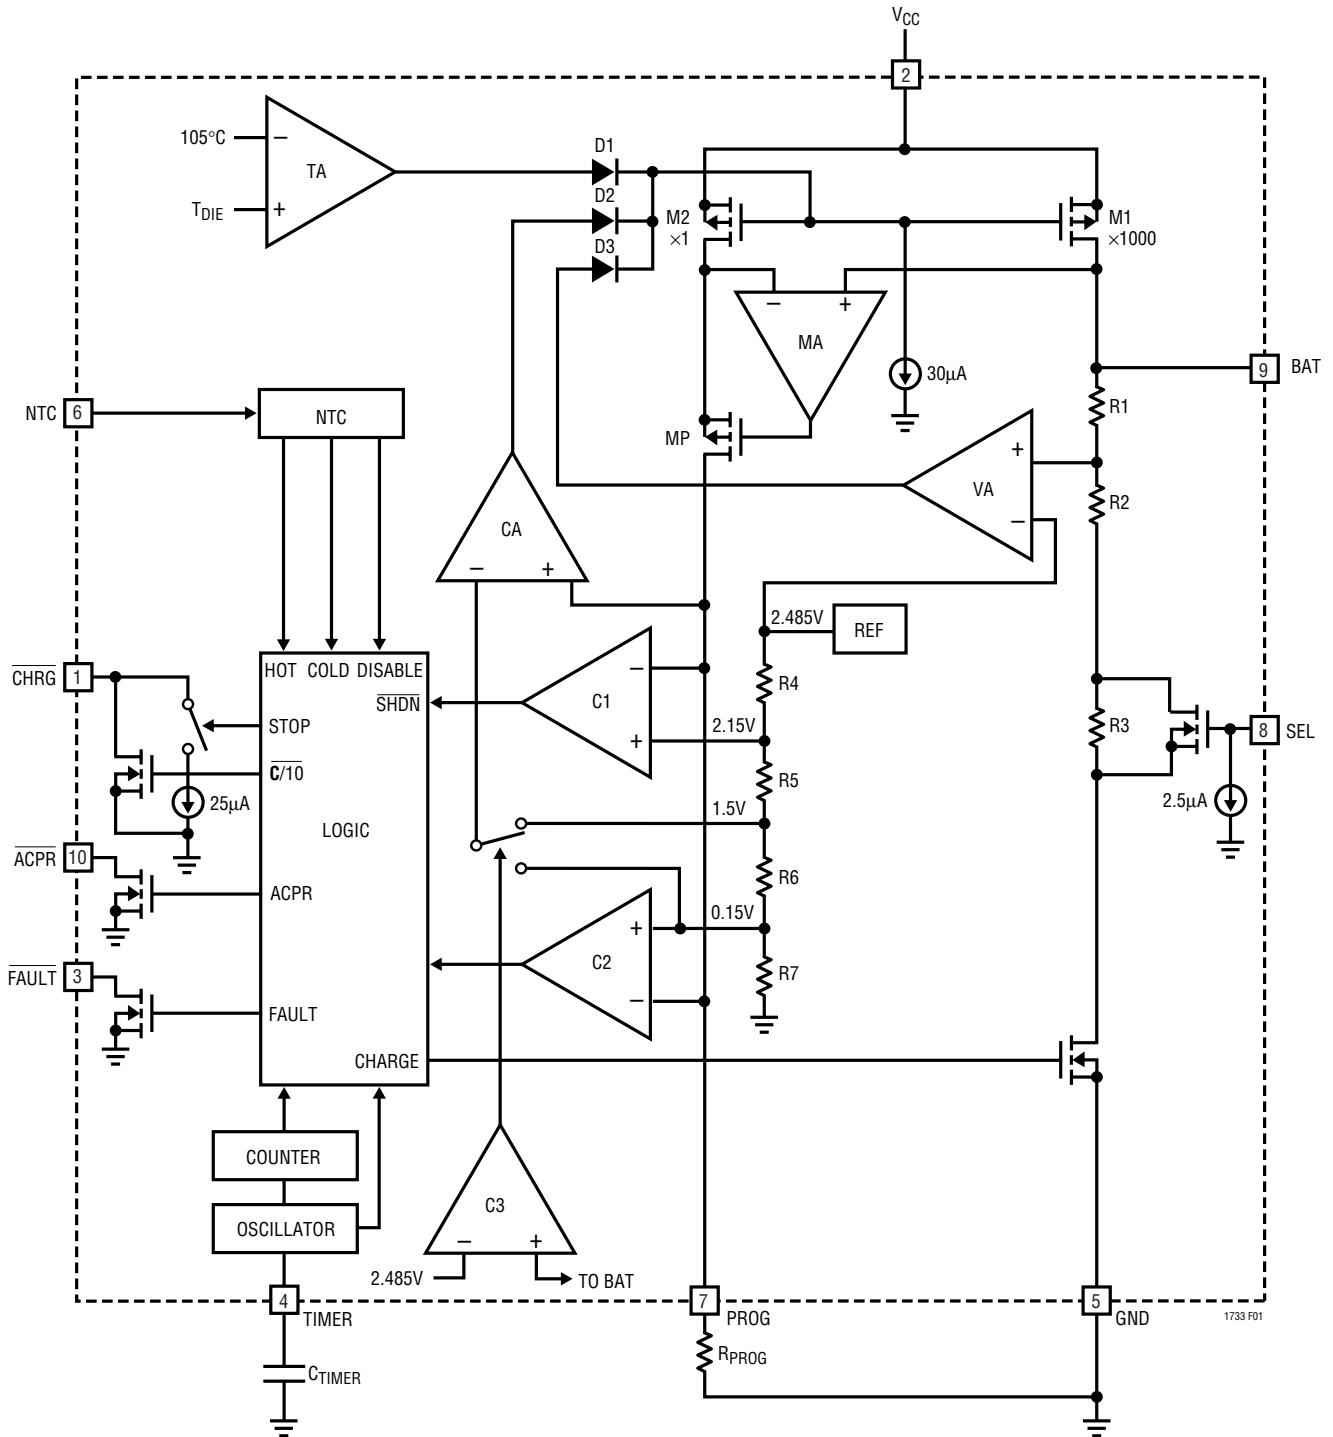 VCC
2
105°C
−
TA
TDIE
+
D1
D2
D3
M2
×1
M1
×1000
−
+
MA
30µA
9
BAT
R1
NTC
6
NTC
MP
+
VA
−
R2
CA
−
+
2.485V
REF
CHRG
1
HOT
COLD
DISABLE
SHDN
STOP
C/10
25µA
LOGIC
C1
−
+
R4
2.15V
R5
1.5V
R3
8
SEL
2.5µA
ACPR
10
ACPR
R6
0.15V
+
C2
−
R7
FAULT
3
FAULT
CHARGE
COUNTER
OSCILLATOR
C3
−
+
2.485V
TO BAT
4
TIMER
7
PROG
5
GND
1733 F01
RPROG
CTIMER